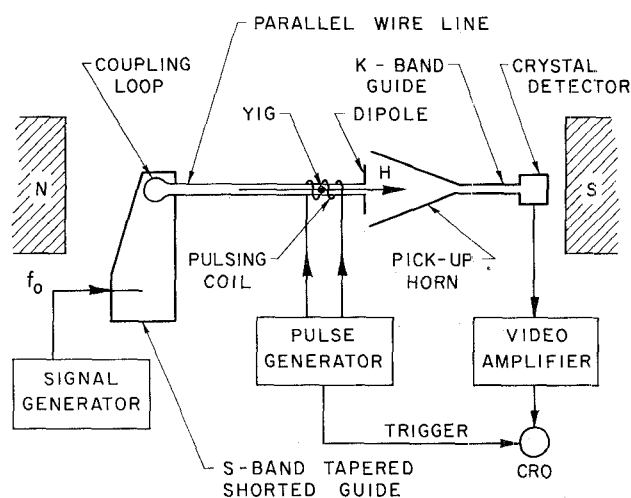 PARALLEL WIRE LINE
COUPLING
LOOP
K - BAND
GUIDE
CRYSTAL
DETECTOR
YIG
DIPOLE
N
H
S
PULSING
COIL
PICK-UP
HORN
fo
SIGNAL
GENERATOR
PULSE
GENERATOR
VIDEO
AMPLIFIER
TRIGGER
CRO
S-BAND TAPERED
SHORTED GUIDE